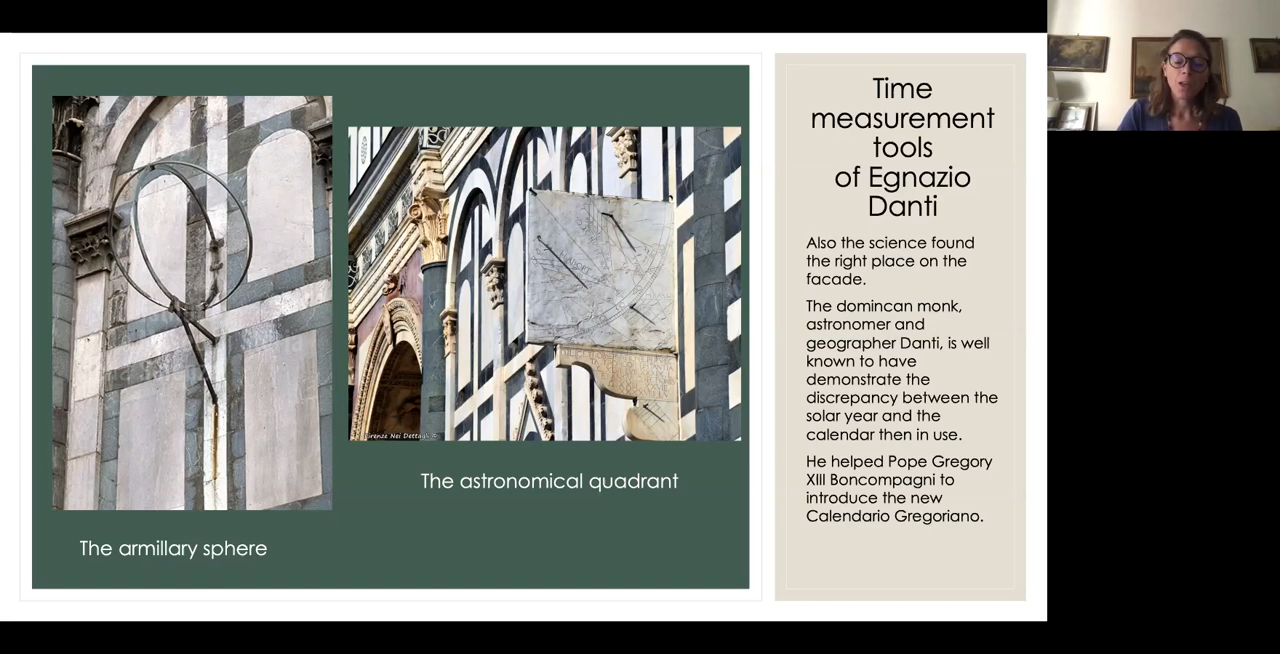 Time
measurement
tools
of Egnazio
Danti
Also the science found
the right place on the
facade.
The domincan monk,
astronomer and
geographer Danti, is well
known to have
demonstrate the
discrepancy between the
solar year and the
calendar then in use.
He helped Pope Gregory
XIII Boncompagni to
introduce the new
Calendario Gregoriano.
Firenze Nei Dettagli ©
The astronomical quadrant
The armillary sphere